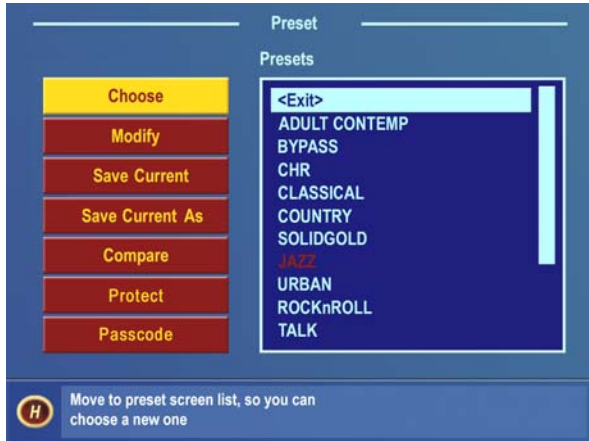 Preset
Presets
Choose
Modify
Save Current
Save Current As
Compare
Protect
Passcode
<Exit>
ADULT CONTEMP
BYPASS
CHR
CLASSICAL
COUNTRY
SOLIDGOLD
JAZZ
URBAN
ROCKnROLL
TALK
H
Move to preset screen list, so you can
choose a new one